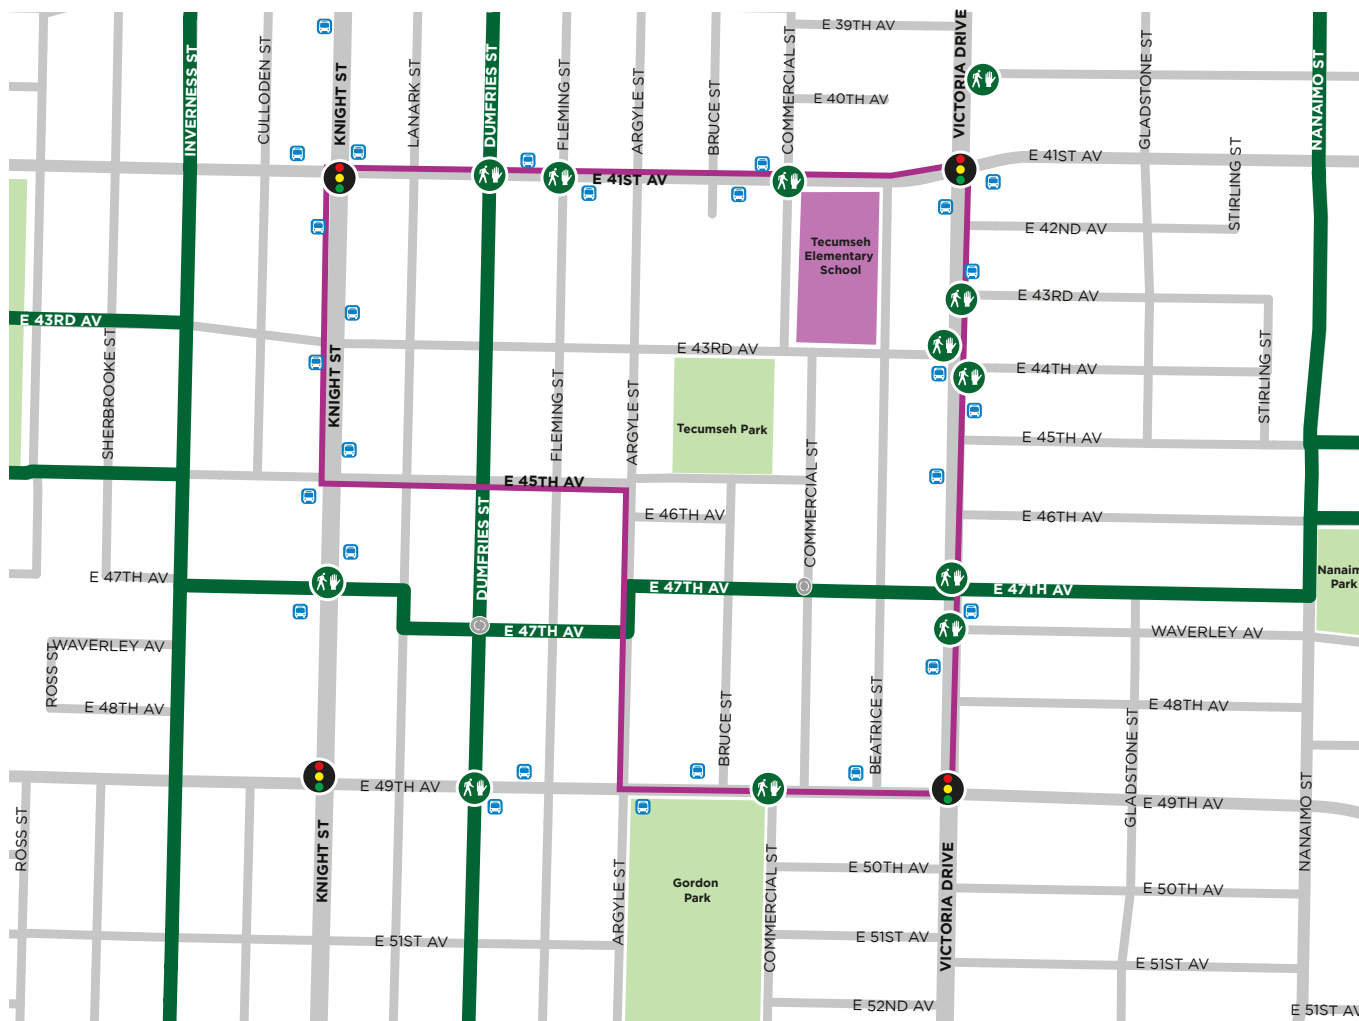 E 39TH AV
E 40TH AV
INVERNESS ST
CULLODEN ST
KNIGHT ST
LANARK ST
DUMFRIES ST
FLEMING ST
ARGYLE ST
BRUCE ST
COMMERCIAL ST
VICTORIA DRIVE
GLADSTONE ST
NANAIMO ST
STIRLING ST
E 41ST AV
E 41ST AV
E 42ND AV
Tecumseh
Elementary
School
E 43RD AV
E 43RD AV
E 43RD AV
E 44TH AV
SHERBROOKE ST
KNIGHT ST
FLEMING ST
ARGYLE ST
STIRLING ST
Tecumseh Park
COMMERCIAL ST
E 45TH AV
E 45TH AV
E 46TH AV
E 46TH AV
DUMFRIES ST
E 47TH AV
E 47TH AV
E 47TH AV
E 47TH AV
Nanaim
Park
WAVERLEY AV
WAVERLEY AV
ROSS ST
E 48TH AV
E 48TH AV
BRUCE ST
BEATRICE ST
GLADSTONE ST
NANAIMO ST
E 49TH AV
E 49TH AV
ROSS ST
KNIGHT ST
ARGYLE ST
Gordon
Park
COMMERCIAL ST
VICTORIA DRIVE
E 50TH AV
E 50TH AV
E 51ST AV
E 51ST AV
E 51ST AV
E 52ND AV
E 51ST AV